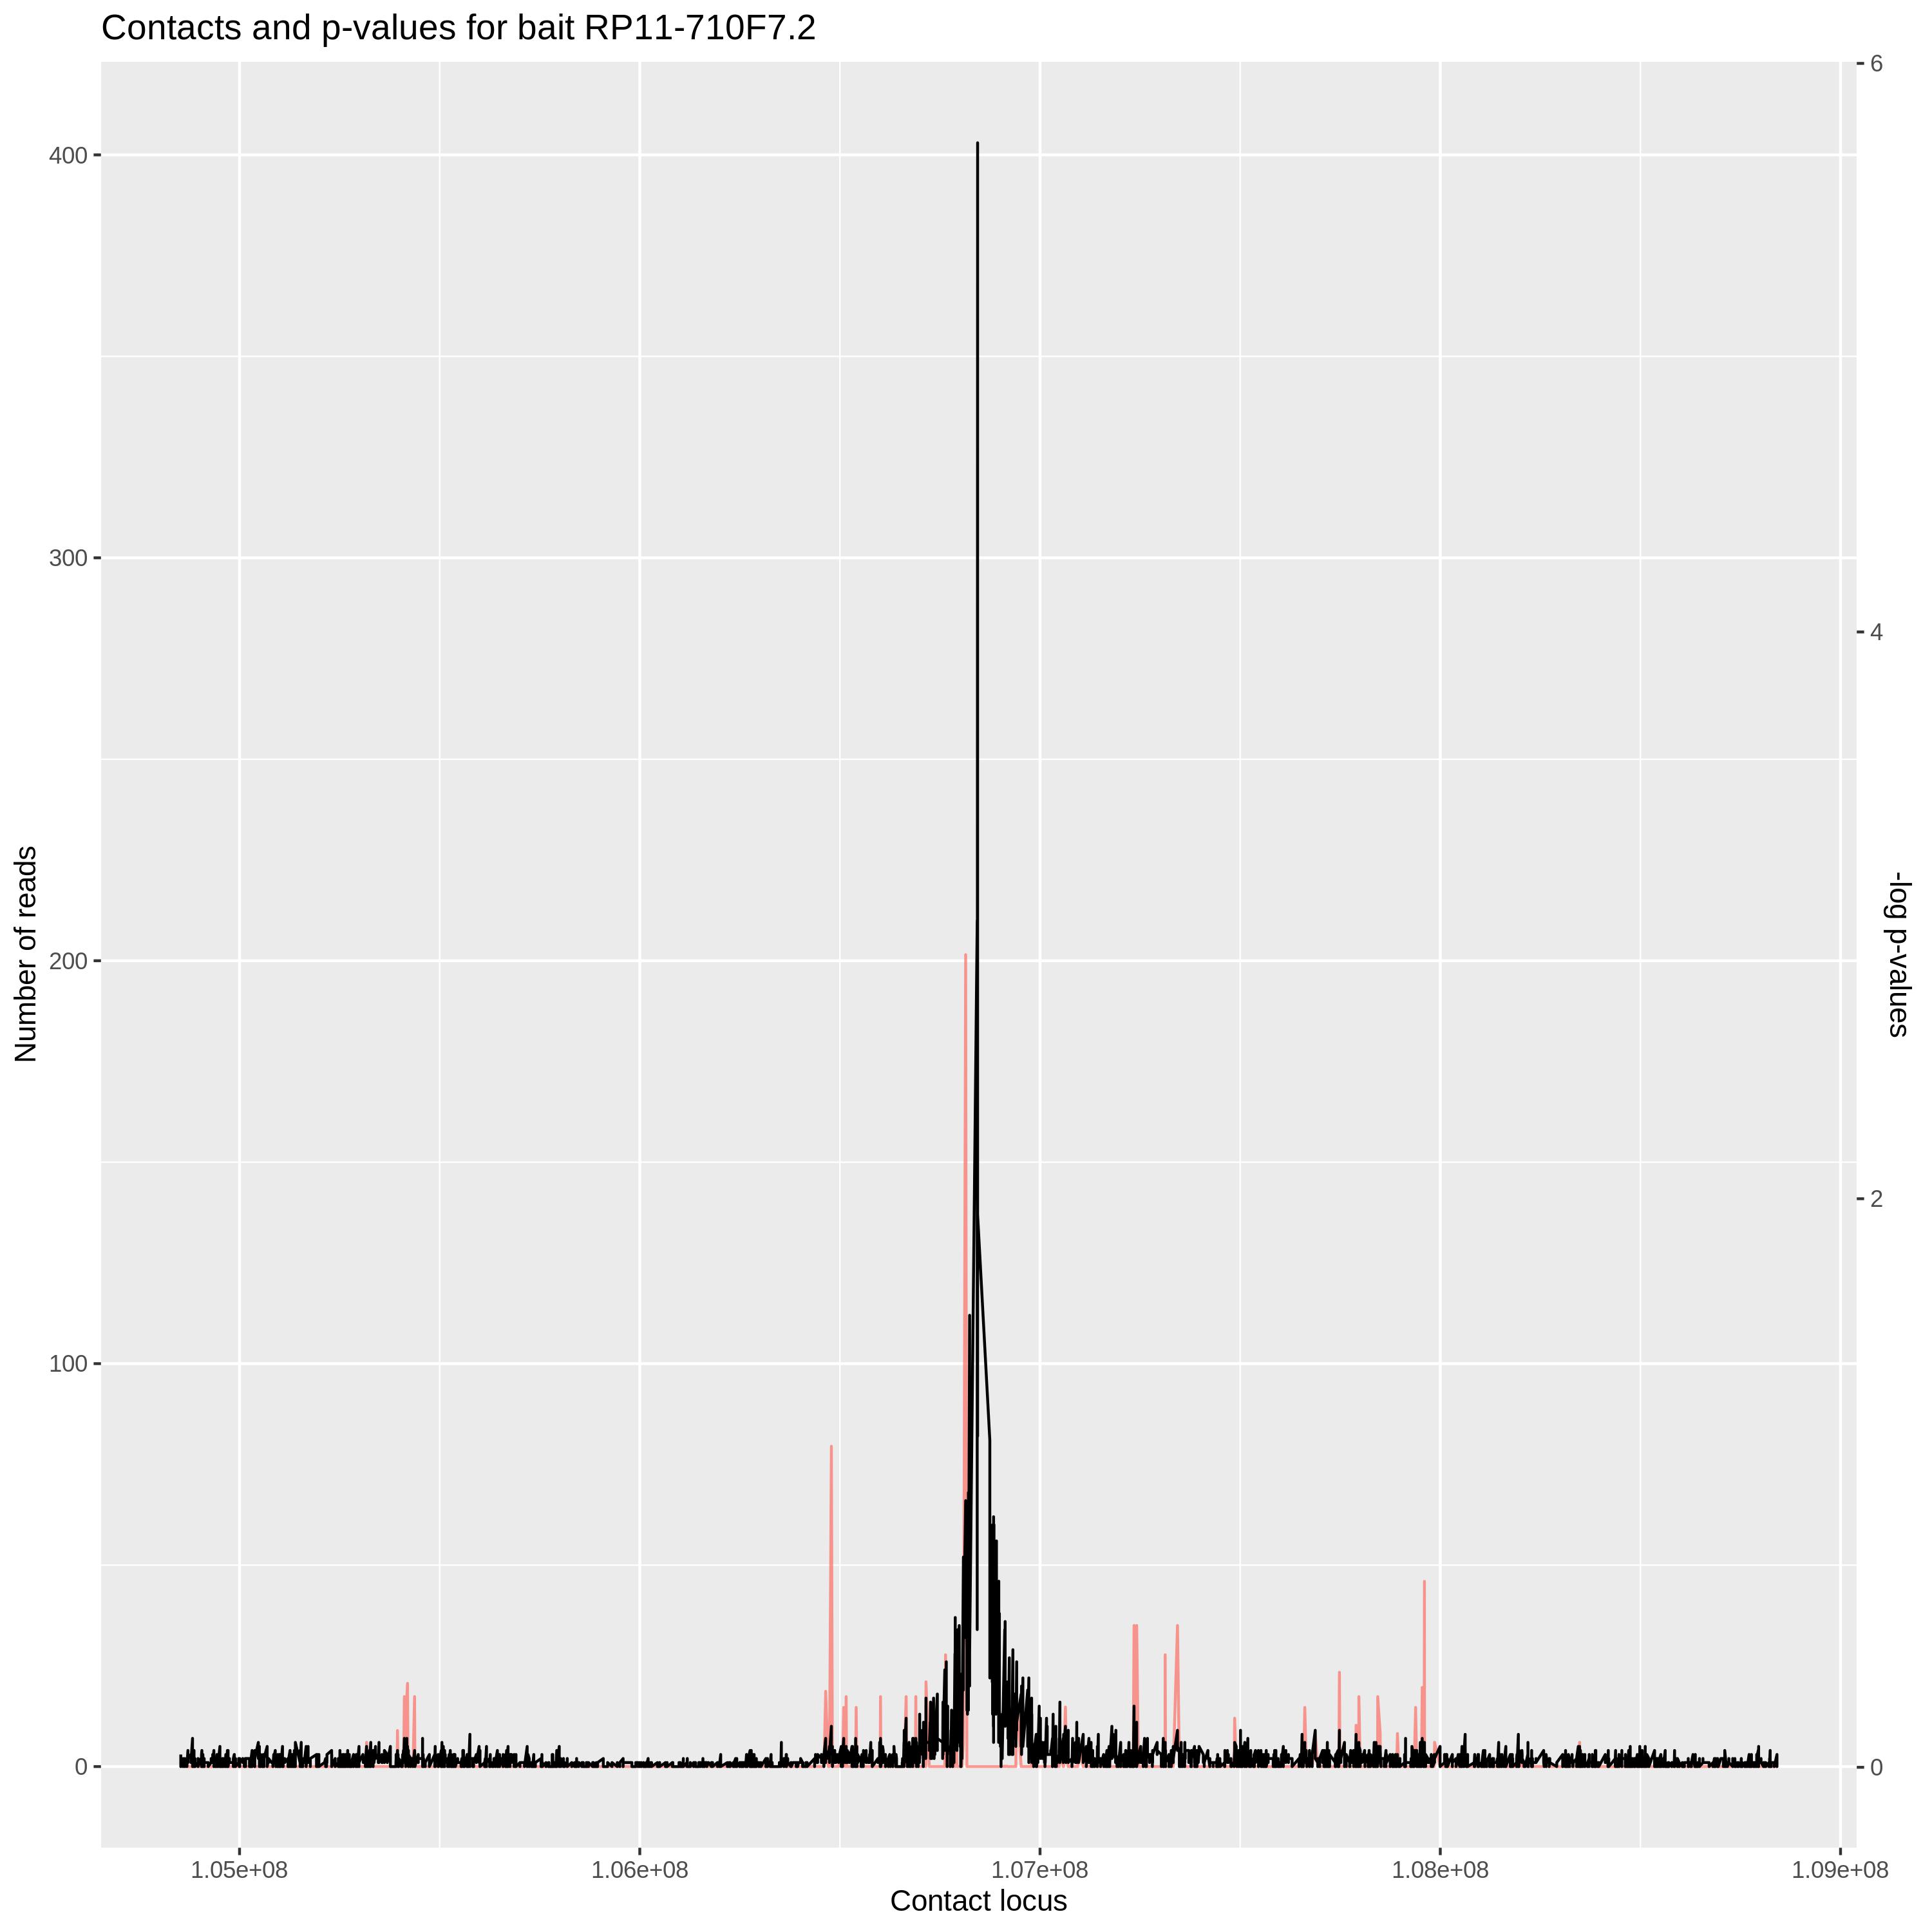 Contacts and p-values for bait RP11-710F7.2
6
400
300
4
Number of reads
-log p-values
200
2
100
0
0
1.05e+08
1.06e+08
1.07e+08
1.08e+08
1.09e+08
Contact locus